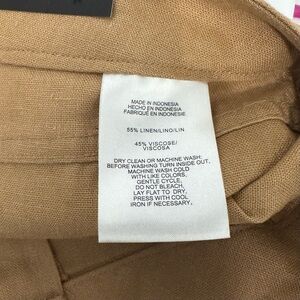 MADE IN INDONESIA
HECHO EN INDONESIA
FABRIQUÉ EN INDONESIE
55% LINEN/LINO/LIN
45% VISCOSE/
VISCOSA
DRY CLEAN OR MACHINE WASH:
BEFORE WASHING TURN INSIDE OUT.
MACHINE WASH COLD
WITH LIKE COLORS,
GENTLE CYCLE,
DO NOT BLEACH,
LAY FLAT TO DRY,
PRESS WITH COOL
IRON IF NECESSARY.